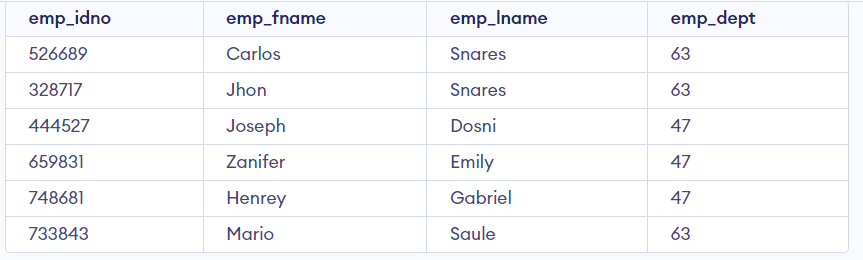 emp_idno emp_fname emp_lname emp_dept
526689 Carlos Snares 63
328717 Jhon Snares 63
444527 Joseph Dosni 47
659831 Zanifer Emily 47
748681 Henrey Gabriel 47
733843 Mario Saule 63